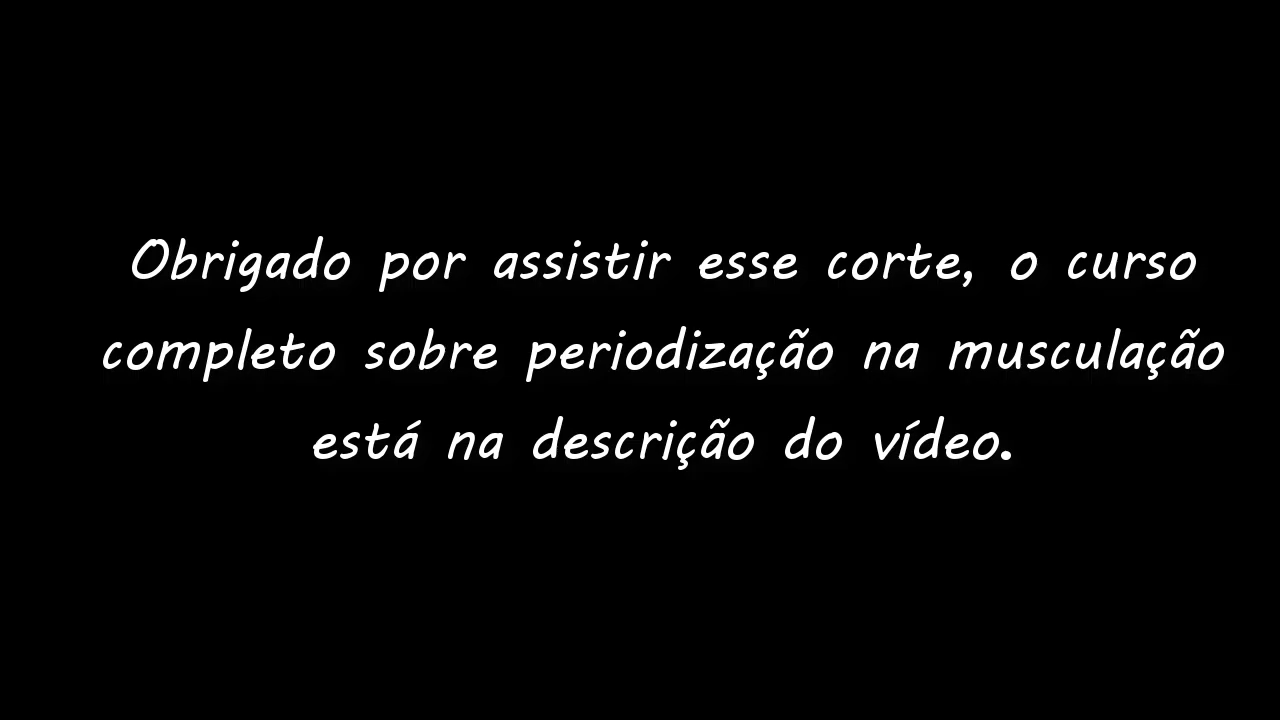 Obrigado por assistir esse corte, o curso
completo sobre periodização na musculação
está na descrição do vídeo.